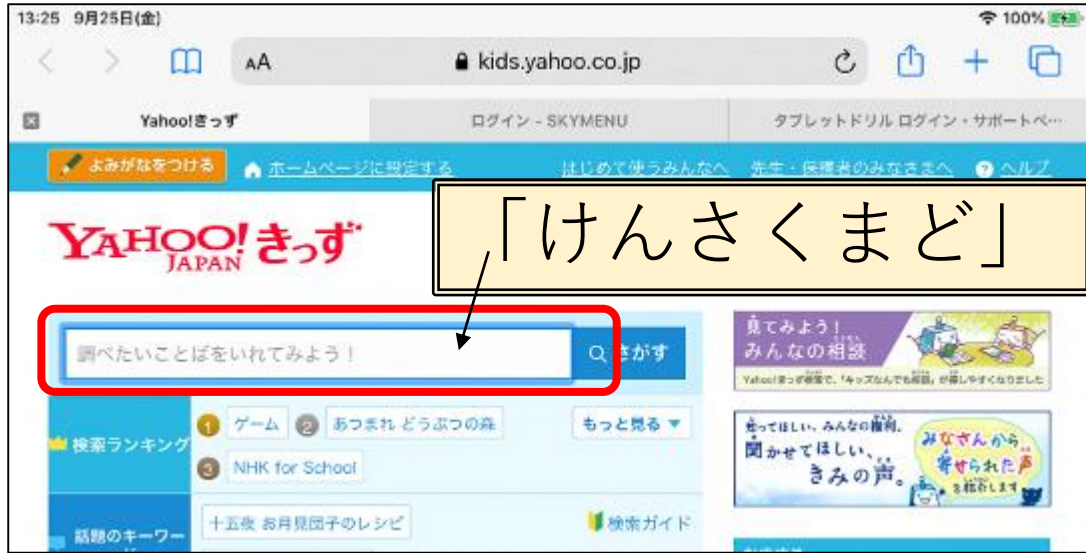 13:25 9月25日(金)
100%
AA
kids.yahoo.co.jp
Yahoo!きっず
ログイン - SKYMENU
タブレットドリル ログイン・サポートペ…
よみがなをつける
ホームページに設定する
はじめて使うみんなへ
先生・保護者のみなさまへ
ヘルプ
YAHOO!きっず
JAPAN
「けんさくまど」
調べたいことばをいれてみよう！
さがす
見てみよう！
みんなの相談
検索ランキング
1 ゲーム 2 あつまれ どうぶつの森
もっと見る ▼
3 NHK for School
知ってほしい、みんなの権利。
聞かせてほしい、
きみの声。
みなさんから
寄せられた声
を紹介します
話題のキーワー
十五夜 お月見団子のレシピ
検索ガイド